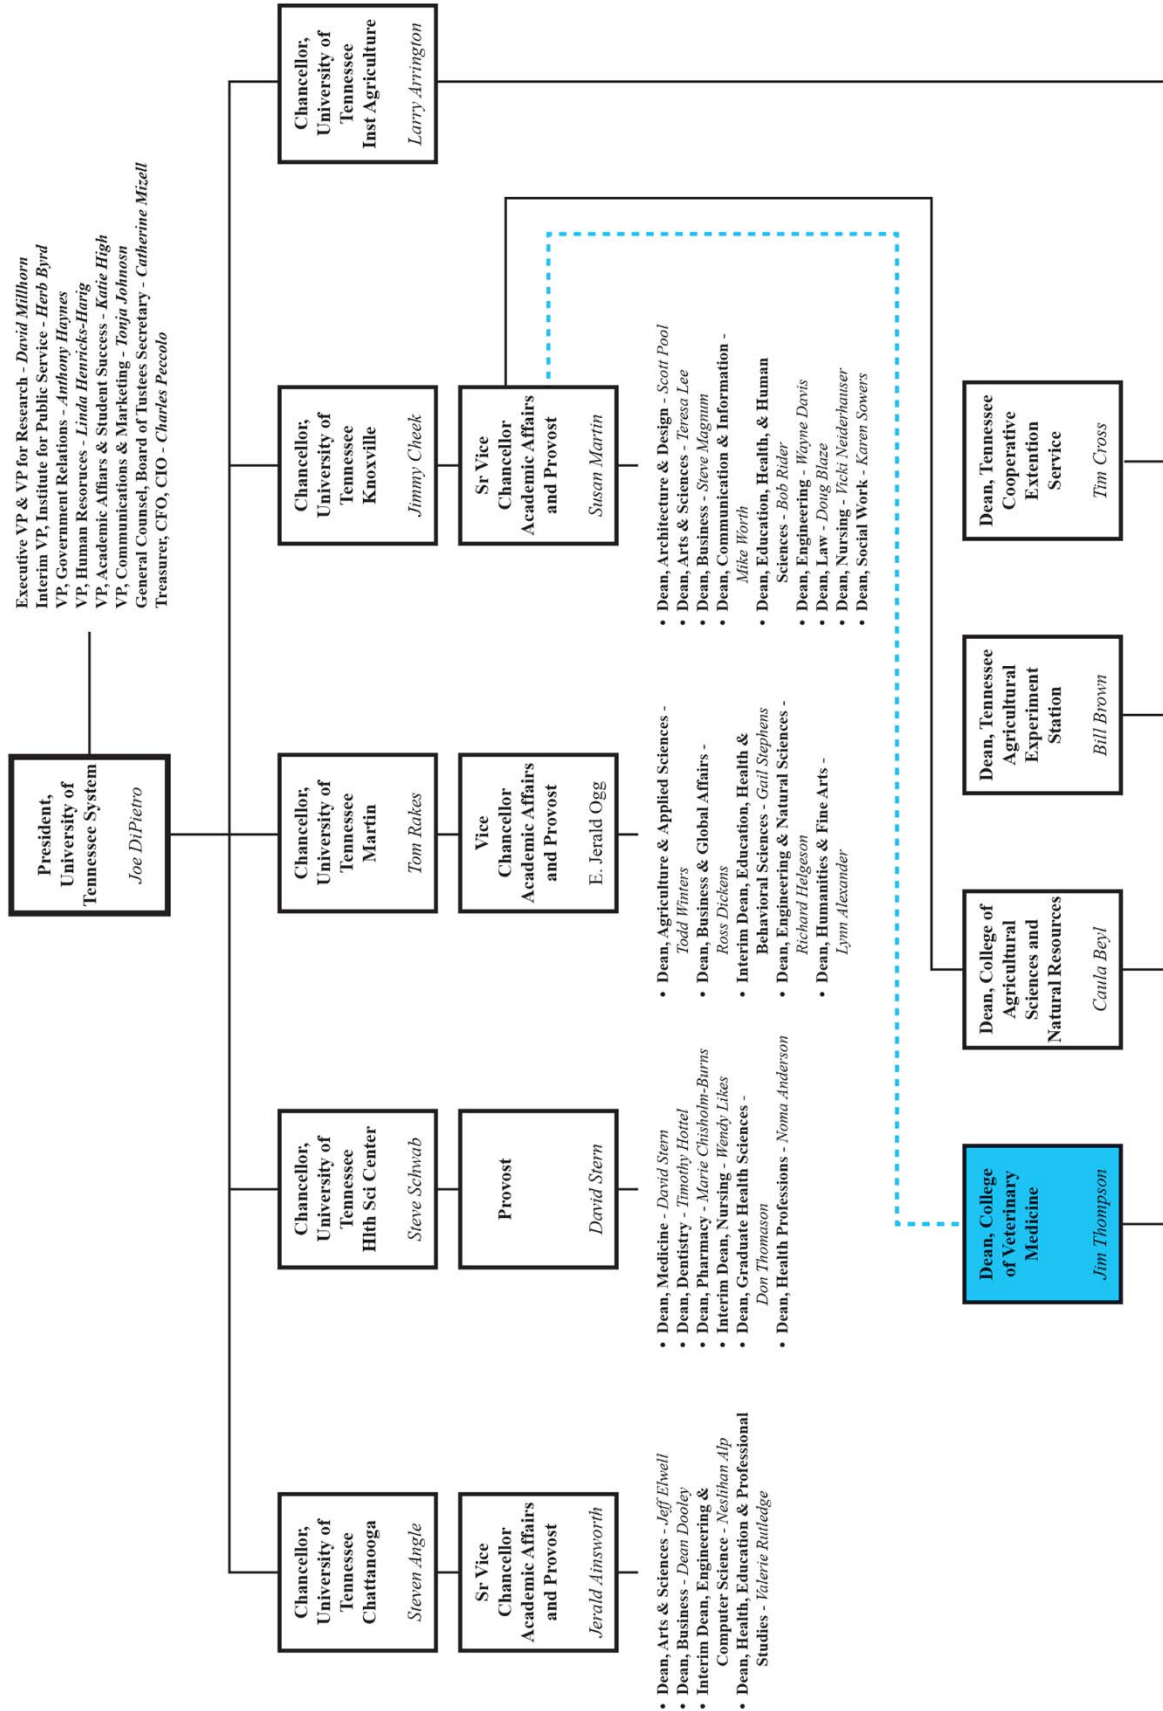 President,
University of
Tennessee System
Joe DiPietro
Executive VP & VP for Research - David Millhorn
Interim VP, Institute for Public Service - Herb Byrd
VP, Government Relations - Anthony Haynes
VP, Human Resoruces - Linda Henricks-Harig
VP, Academic Affiars & Student Success - Katie High
VP, Communications & Marketing - Tonja Johnosn
General Counsel, Board of Tustees Secretary - Catherine Mizell
Treasurer, CFO, CIO - Charles Peccolo
Chancellor,
University of
Tennessee
Chattanooga
Steven Angle
Chancellor,
University of
Tennessee
Hlth Sci Center
Steve Schwab
Chancellor,
University of
Tennessee
Martin
Tom Rakes
Chancellor,
University of
Tennessee
Knoxville
Jimmy Cheek
Chancellor,
University of
Tennessee
Inst Agriculture
Larry Arrington
Sr Vice
Chancellor
Academic Affairs
and Provost
Jerald Ainsworth
Provost
David Stern
Vice
Chancellor
Academic Affairs
and Provost
E. Jerald Ogg
Sr Vice
Chancellor
Academic Affairs
and Provost
Susan Martin
• Dean, Arts & Sciences - Jeff Elwell
• Dean, Business - Dean Dooley
• Interim Dean, Engineering &
Computer Science - Neslihan Alp
• Dean, Health, Education & Professional
Studies - Valerie Rutledge
• Dean, Medicine - David Stern
• Dean, Dentistry - Timothy Hottel
• Dean, Pharmacy - Marie Chisholm-Burns
• Interim Dean, Nursing - Wendy Likes
• Dean, Graduate Health Sciences -
Don Thomason
• Dean, Health Professions - Noma Anderson
• Dean, Agriculture & Applied Sciences -
Todd Winters
• Dean, Business & Global Affairs -
Ross Dickens
• Interim Dean, Education, Health &
Behavioral Sciences - Gail Stephens
• Dean, Engineering & Natural Sciences -
Richard Helgeson
• Dean, Humanities & Fine Arts -
Lynn Alexander
• Dean, Architecture & Design - Scott Pool
• Dean, Arts & Sciences - Teresa Lee
• Dean, Business - Steve Magnum
• Dean, Communication & Information -
Mike Worth
• Dean, Education, Health, & Human
Sciences - Bob Rider
• Dean, Engineering - Wayne Davis
• Dean, Law - Doug Blaze
• Dean, Nursing - Vicki Neiderhauser
• Dean, Social Work - Karen Sowers
Dean, College
of Veterinary
Medicine
Jim Thompson
Dean, College of
Agricultural
Sciences and
Natural Resources
Caula Beyl
Dean, Tennessee
Agricultural
Experiment
Station
Bill Brown
Dean, Tennessee
Cooperative
Extention
Service
Tim Cross